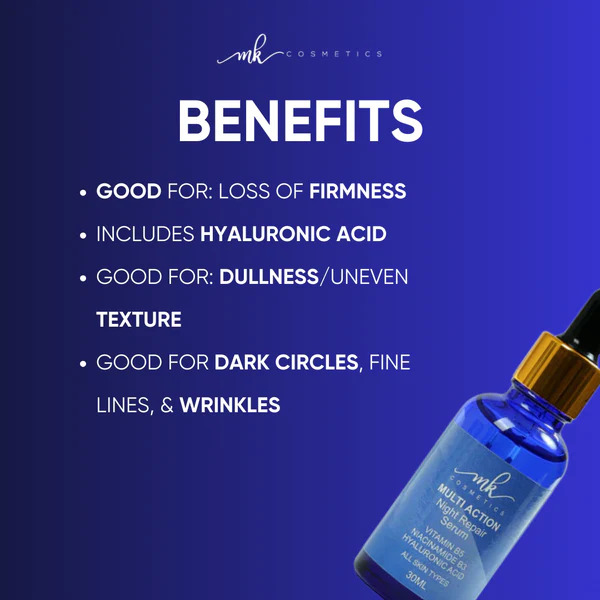 mk COSMETICS
BENEFITS
• GOOD FOR: LOSS OF FIRMNESS
• INCLUDES HYALURONIC ACID
• GOOD FOR: DULLNESS/UNEVEN
TEXTURE
• GOOD FOR DARK CIRCLES, FINE
LINES, & WRINKLES
mk
COSMETICS
MULTI ACTION
Night Repair
Serum
VITAMIN B5
NIACINAMIDE B3
HYALURONIC ACID
ALL SKIN TYPES
30ML